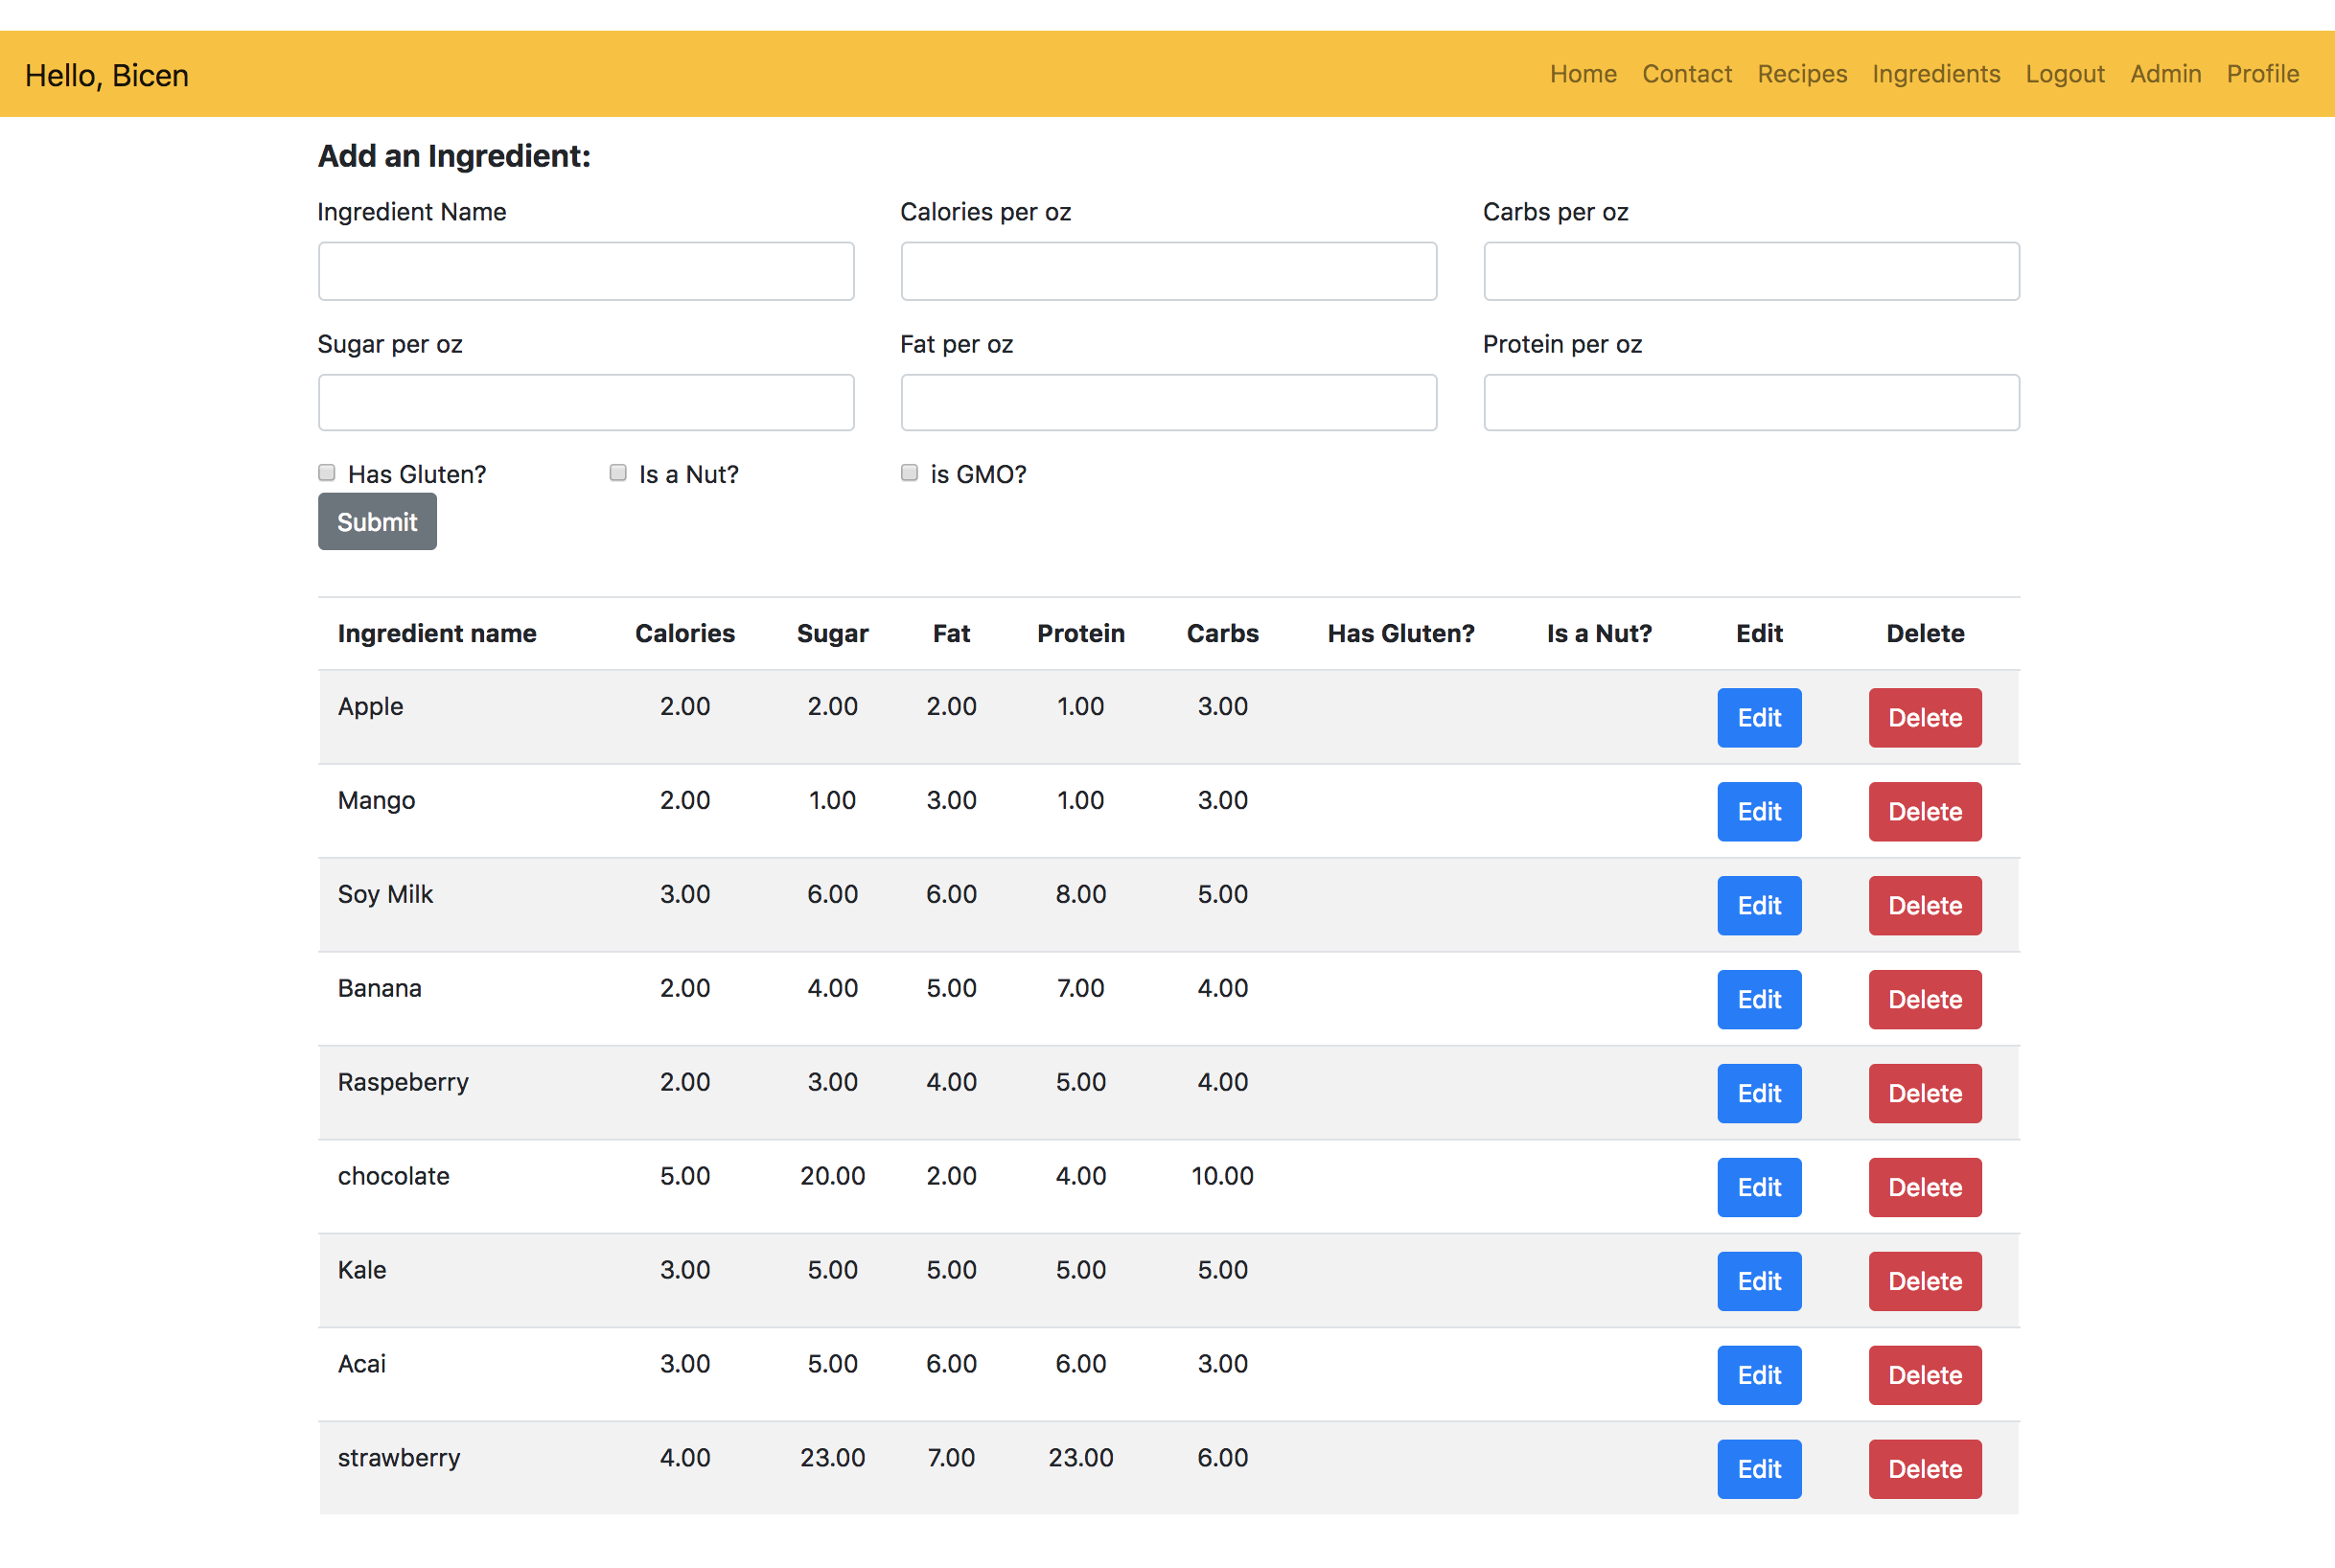 Hello, Bicen Home Contact Recipes Ingredients Logout Admin Profile
Add an Ingredient:
Ingredient Name Calories per oz Carbs per oz
Sugar per oz Fat per oz Protein per oz
Has Gluten? Is a Nut? is GMO?
Submit
Ingredient name Calories Sugar Fat Protein Carbs Has Gluten? Is a Nut? Edit Delete
Apple 2.00 2.00 2.00 1.00 3.00 Edit Delete
Mango 2.00 1.00 3.00 1.00 3.00 Edit Delete
Soy Milk 3.00 6.00 6.00 8.00 5.00 Edit Delete
Banana 2.00 4.00 5.00 7.00 4.00 Edit Delete
Raspeberry 2.00 3.00 4.00 5.00 4.00 Edit Delete
chocolate 5.00 20.00 2.00 4.00 10.00 Edit Delete
Kale 3.00 5.00 5.00 5.00 5.00 Edit Delete
Acai 3.00 5.00 6.00 6.00 3.00 Edit Delete
strawberry 4.00 23.00 7.00 23.00 6.00 Edit Delete